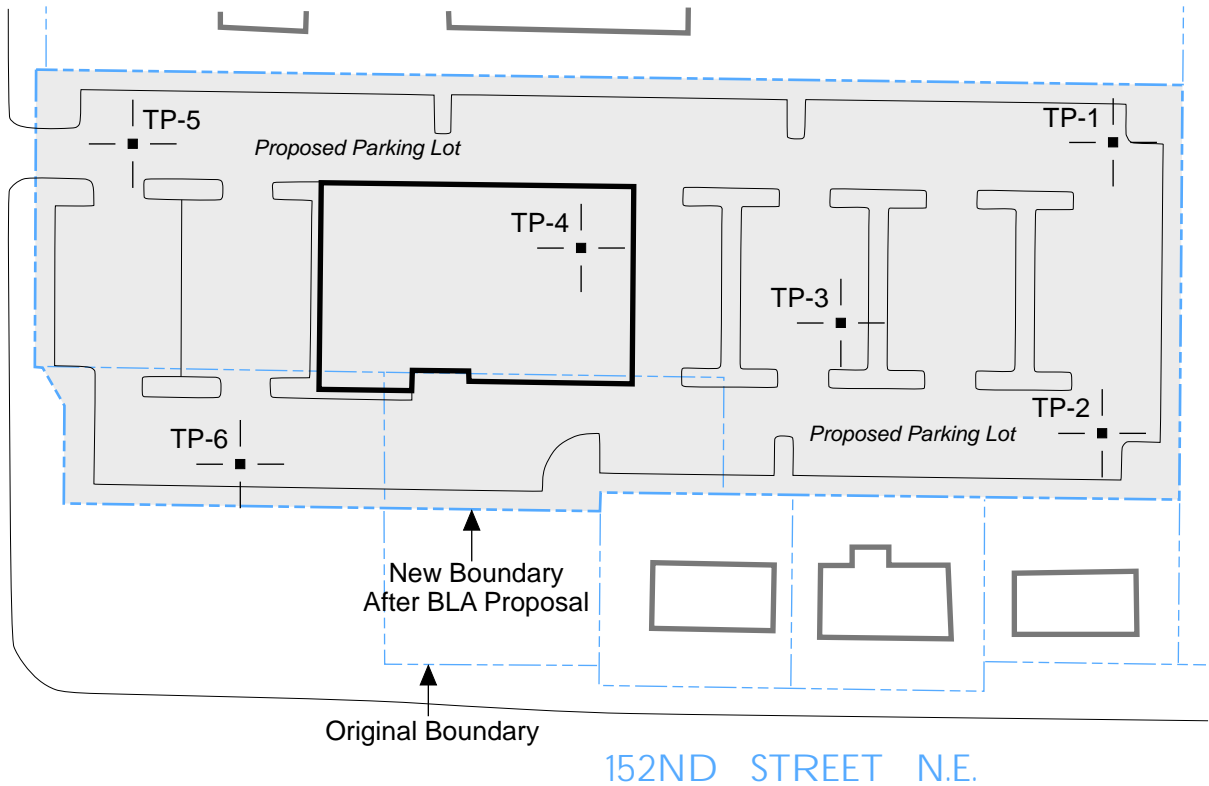 TP-5
TP-1
Proposed Parking Lot
TP-4
TP-3
TP-2
Proposed Parking Lot
TP-6
New Boundary
After BLA Proposal
Original Boundary
152ND STREET N.E.